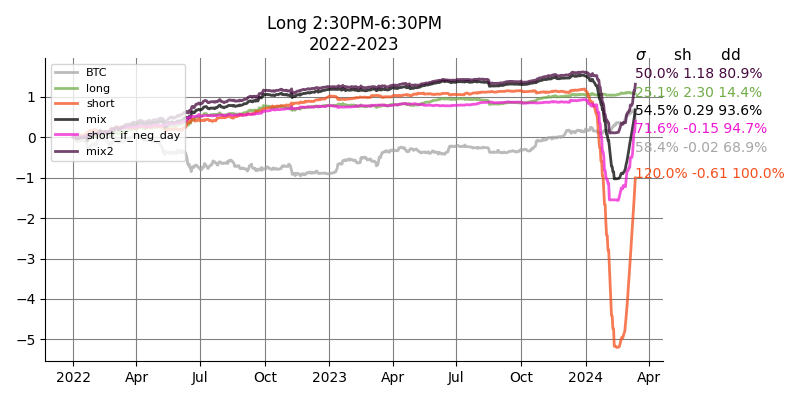 Long 2:30PM-6:30PM
2022-2023
σ sh dd
50.0% 1.18 80.9%
25.1% 2.30 14.4%
54.5% 0.29 93.6%
71.6% -0.15 94.7%
58.4% -0.02 68.9%
120.0% -0.61 100.0%
BTC
long
short
mix
short_if_neg_day
mix2
1
0
−1
−2
−3
−4
−5
2022 Apr Jul Oct 2023 Apr Jul Oct 2024 Apr